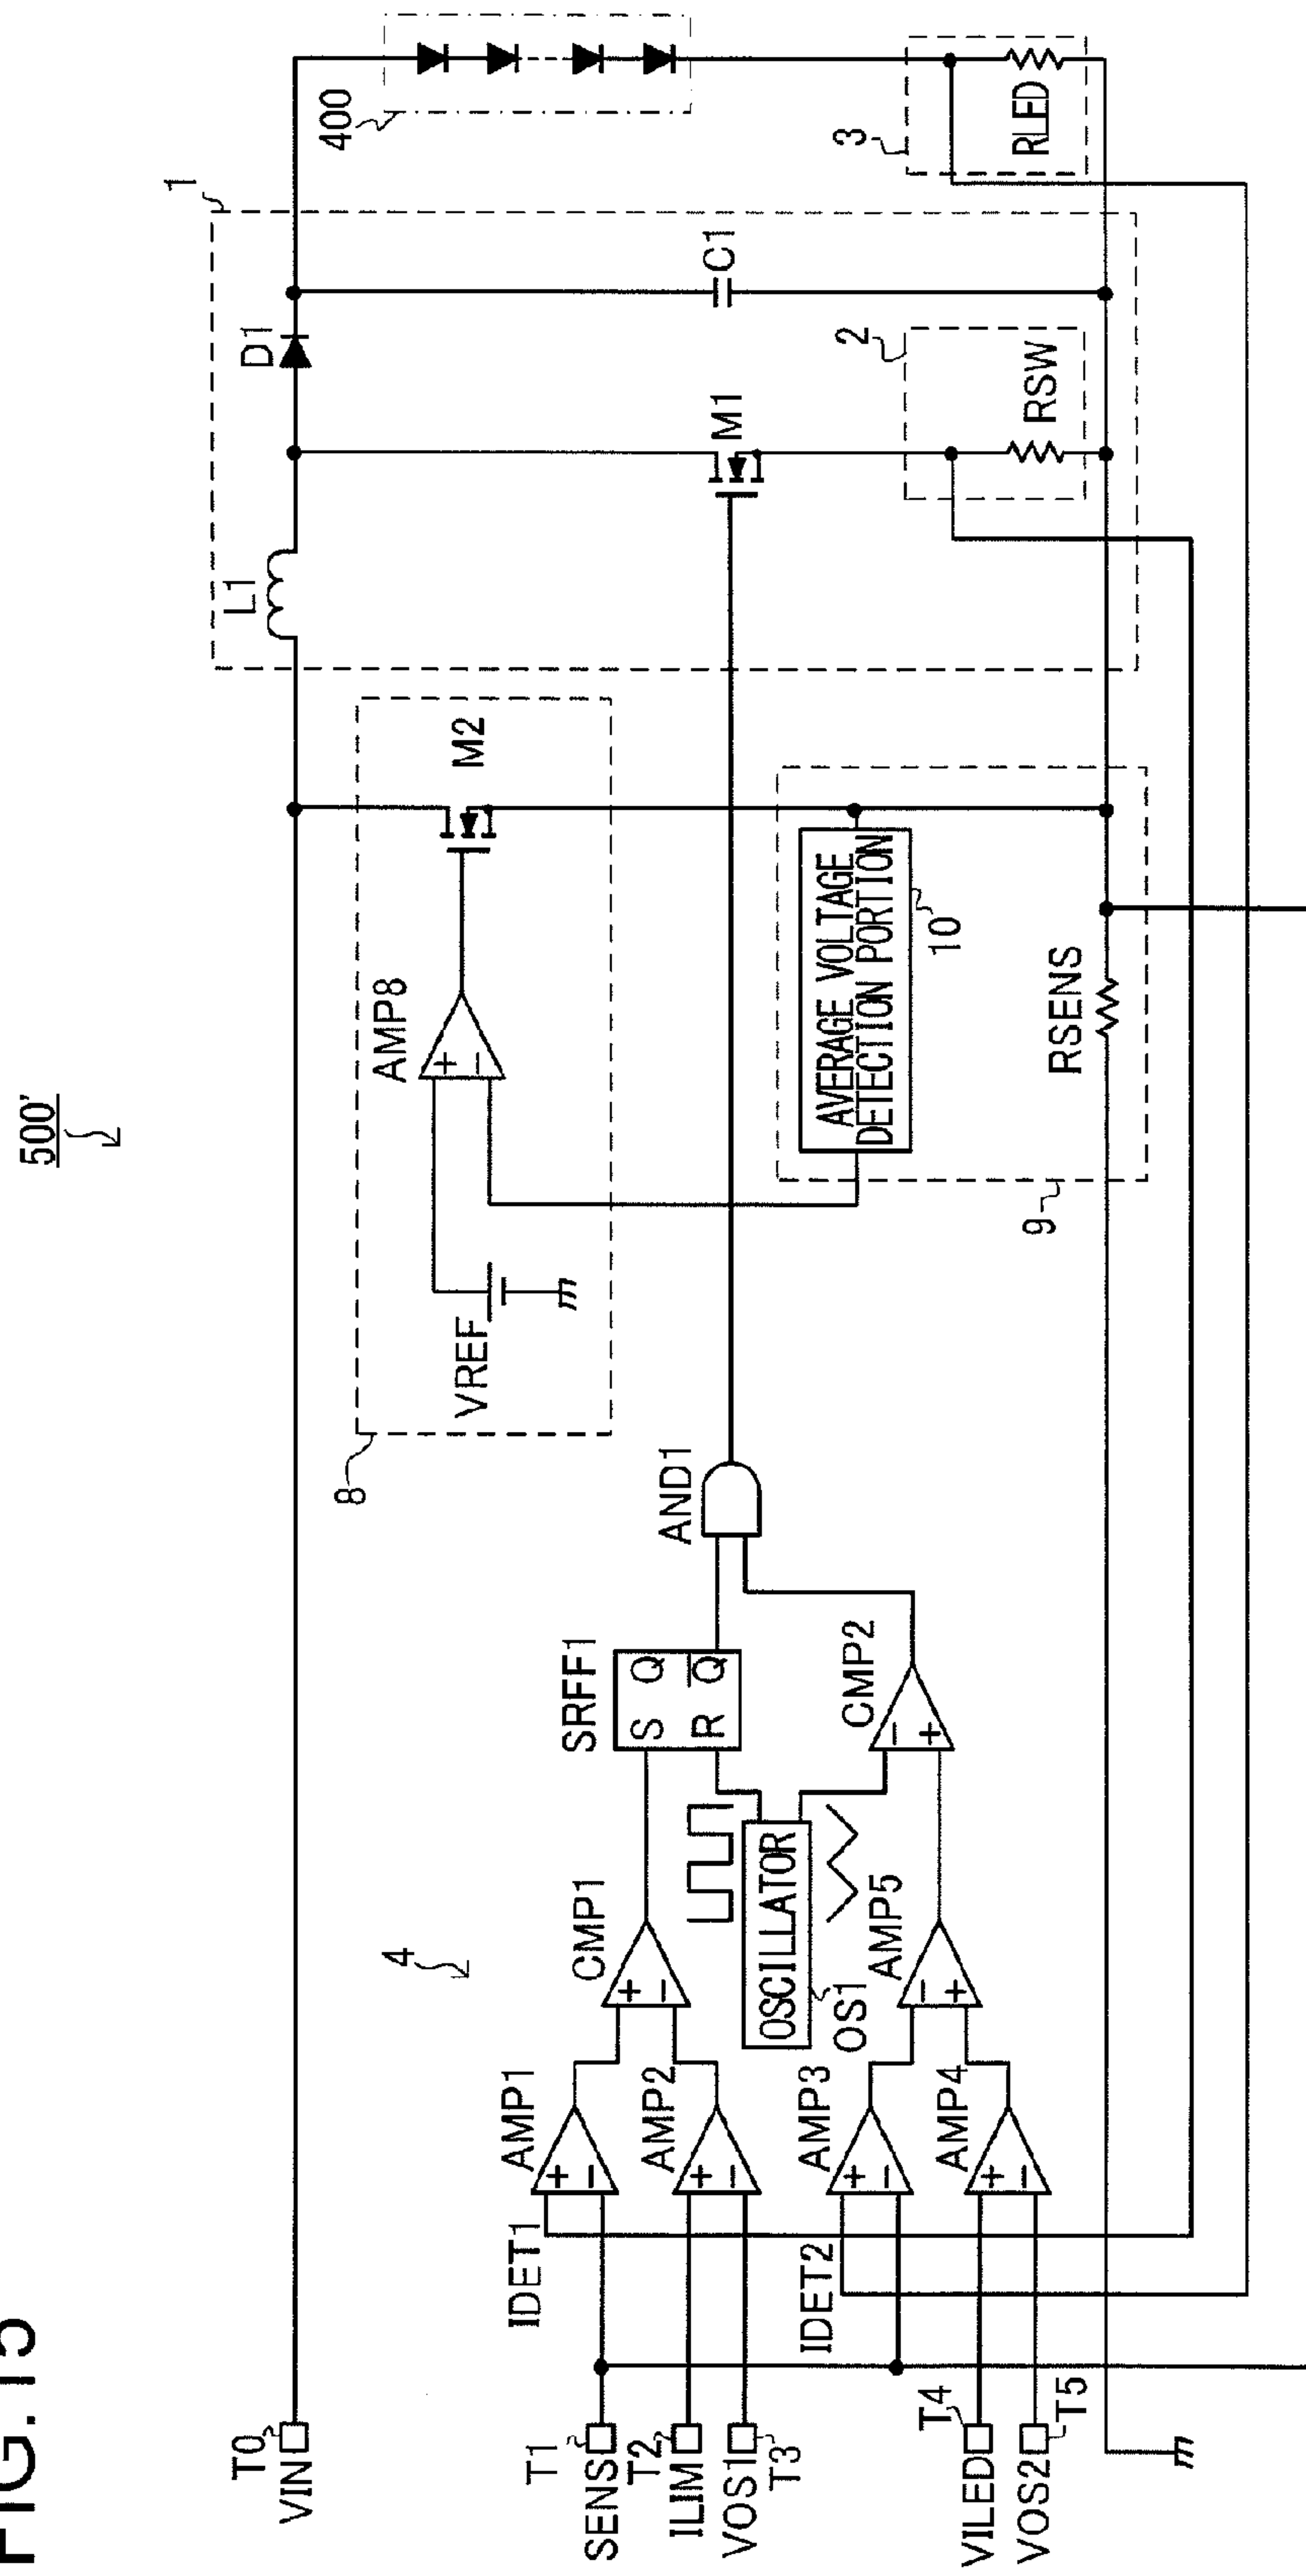 FIG. 15
500'
T0
VIN
L1
D1
1
400
8
VREF
AMP8
M2
M1
C1
T1
SENS
T2
ILIM
VOS1
T3
IDET1
AMP1
+
−
AMP2
+
−
4
CMP1
+
−
SRFF1
S Q
R Q
AND1
OSCILLATOR
OS1
IDET2
AMP3
+
−
AMP4
+
−
AMP5
−
+
CMP2
−
+
T4
VILED
VOS2
T5
AVERAGE VOLTAGE
DETECTION PORTION
10
9
RSENS
2
RSW
3
RLED